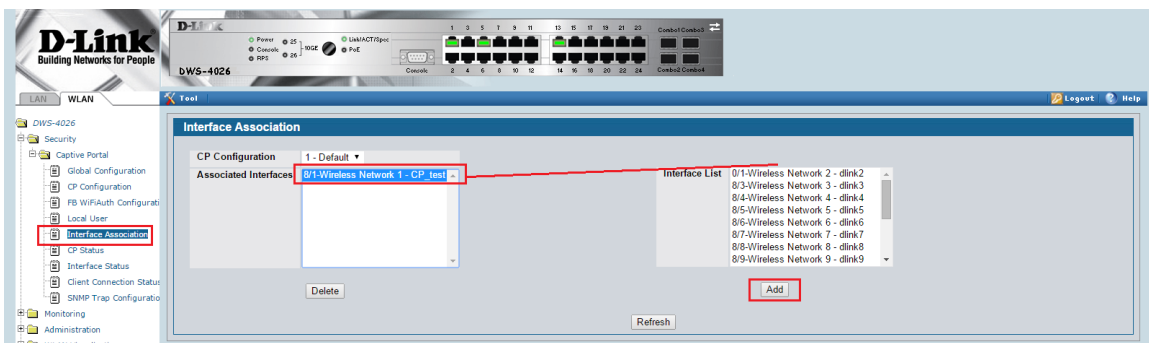 D-Link
Building Networks for People
D-Link
Power
Console
RPS
25
26
10GE
Link/ACT/Spee
PoE
DWS-4026
Console
1 3 5 7 9 11 13 15 17 19 21 23 Combo1 Combo3
2 4 6 8 10 12 14 16 18 20 22 24 Combo2 Combo4
LAN WLAN
Tool Logout Help
DWS-4026
Security
Captive Portal
Global Configuration
CP Configuration
FB WiFiAuth Configurati
Local User
Interface Association
CP Status
Interface Status
Client Connection Status
SNMP Trap Configuratio
Monitoring
Administration
Interface Association
CP Configuration 1 - Default
Associated Interfaces 8/1-Wireless Network 1 - CP_test
Interface List
0/1-Wireless Network 2 - dlink2
8/3-Wireless Network 3 - dlink3
8/4-Wireless Network 4 - dlink4
8/5-Wireless Network 5 - dlink5
8/6-Wireless Network 6 - dlink6
8/7-Wireless Network 7 - dlink7
8/8-Wireless Network 8 - dlink8
8/9-Wireless Network 9 - dlink9
Delete
Add
Refresh